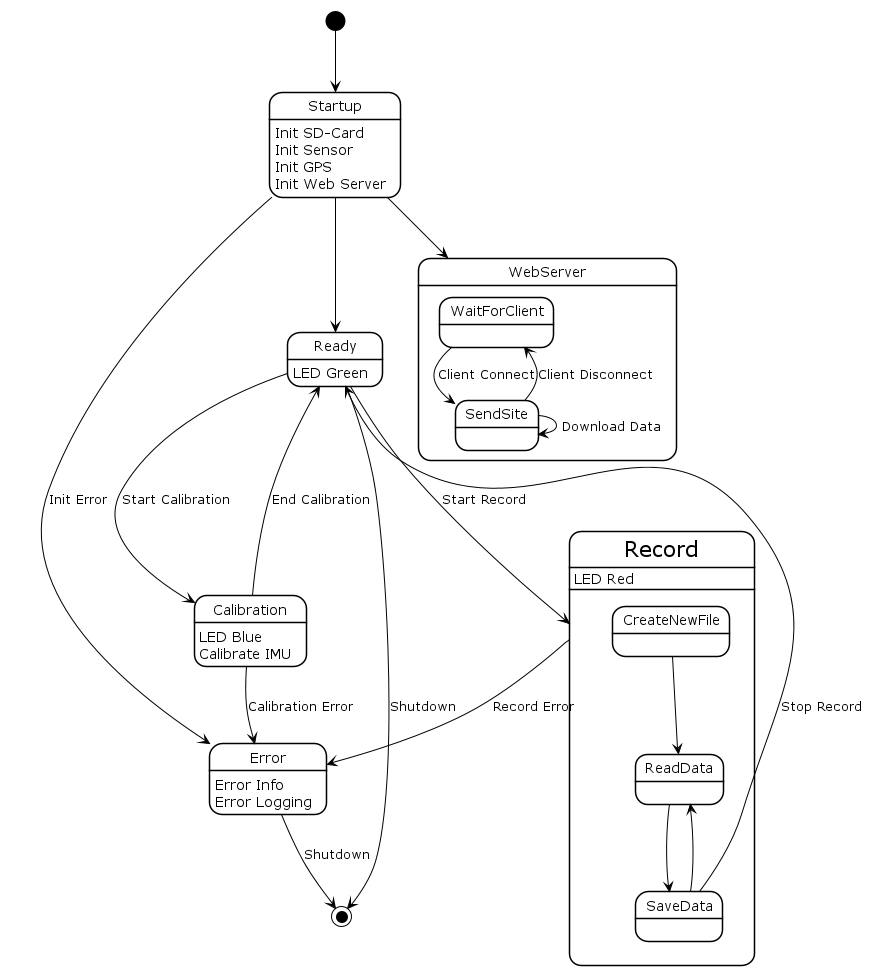 Startup
Init SD-Card
Init Sensor
Init GPS
Init Web Server
WebServer
WaitForClient
Ready
LED Green
Client Connect
Client Disconnect
SendSite
Download Data
Init Error
Start Calibration
End Calibration
Start Record
Record
LED Red
Calibration
LED Blue
Calibrate IMU
CreateNewFile
Calibration Error
Shutdown
Record Error
Stop Record
Error
Error Info
Error Logging
ReadData
Shutdown
SaveData